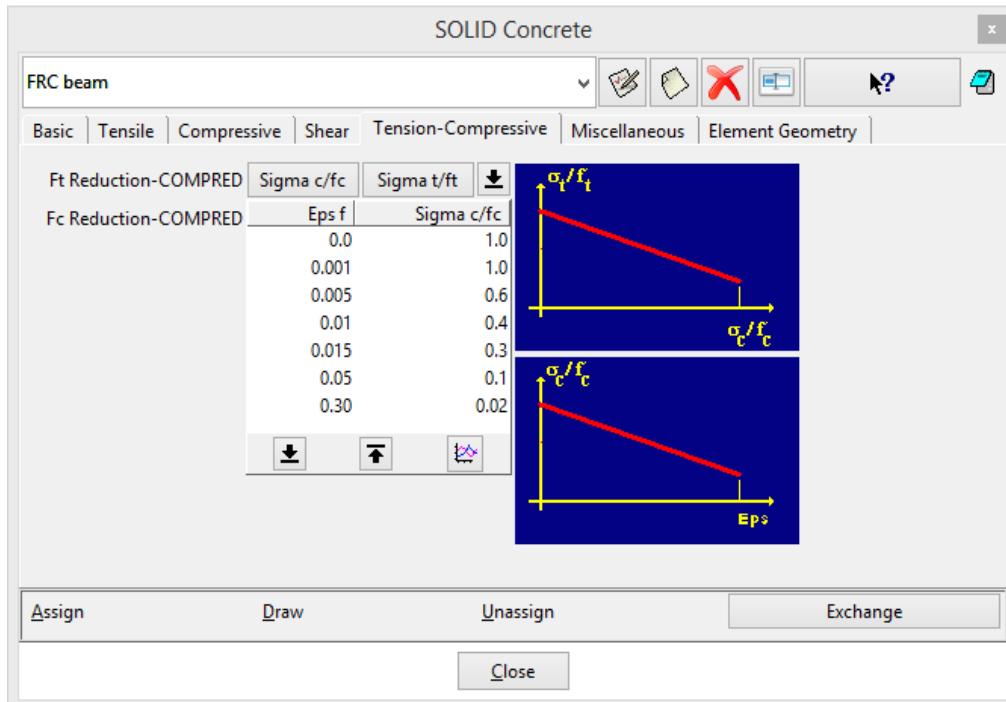 SOLID Concrete
x
FRC beam
?
Basic Tensile Compressive Shear Tension-Compressive Miscellaneous Element Geometry
Ft Reduction-COMPRED Sigma c/fc Sigma t/ft
Fc Reduction-COMPRED Eps f Sigma c/fc
0.0 1.0
0.001 1.0
0.005 0.6
0.01 0.4
0.015 0.3
0.05 0.1
0.30 0.02
σt/ft
σc/fc
σc/fc
Eps
Assign Draw Unassign Exchange
Close